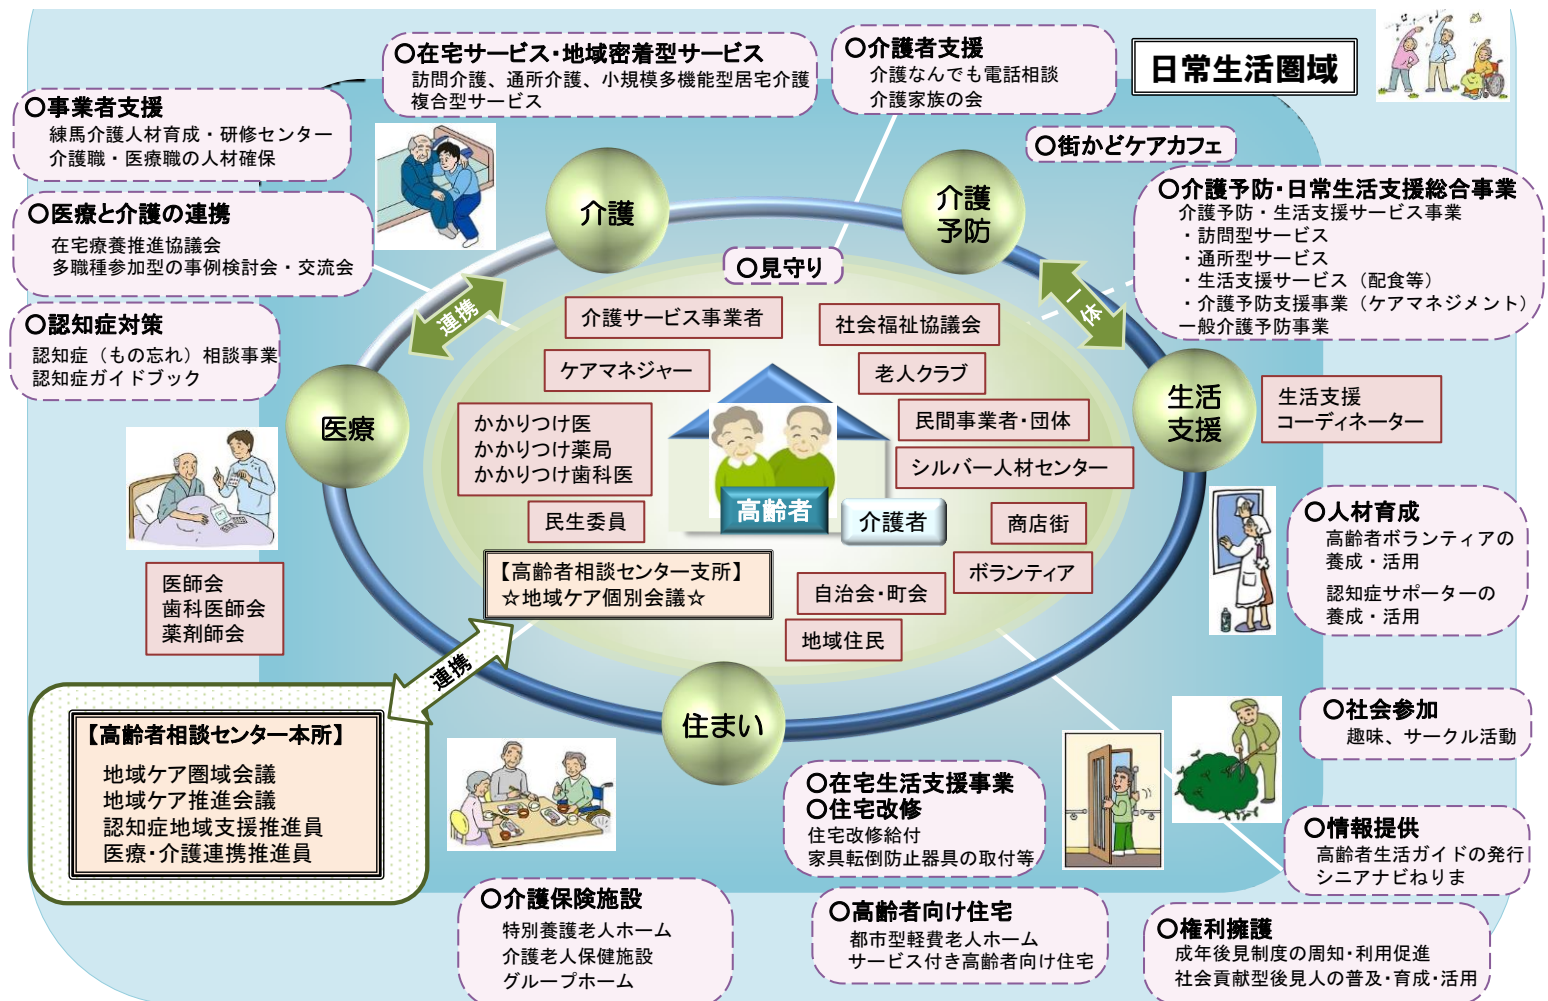 日常生活圏域
〇在宅サービス・地域密着型サービス
訪問介護、通所介護、小規模多機能型居宅介護
複合型サービス
〇介護者支援
介護なんでも電話相談
介護家族の会
〇事業者支援
練馬介護人材育成・研修センター
介護職・医療職の人材確保
〇街かどケアカフェ
〇医療と介護の連携
在宅療養推進協議会
多職種参加型の事例検討会・交流会
〇介護予防・日常生活支援総合事業
介護予防・生活支援サービス事業
・訪問型サービス
・通所型サービス
・生活支援サービス（配食等）
・介護予防支援事業（ケアマネジメント）
一般介護予防事業
〇認知症対策
認知症（もの忘れ）相談事業
認知症ガイドブック
介護
介護
予防
〇見守り
連携
一体
介護サービス事業者
社会福祉協議会
ケアマネジャー
老人クラブ
医療
生活
支援
生活支援
コーディネーター
かかりつけ医
かかりつけ薬局
かかりつけ歯科医
民間事業者・団体
シルバー人材センター
高齢者
介護者
民生委員
商店街
【高齢者相談センター支所】
☆地域ケア個別会議☆
ボランティア
自治会・町会
地域住民
医師会
歯科医師会
薬剤師会
〇人材育成
高齢者ボランティアの
養成・活用
認知症サポーターの
養成・活用
連携
住まい
【高齢者相談センター本所】
地域ケア圏域会議
地域ケア推進会議
認知症地域支援推進員
医療・介護連携推進員
〇社会参加
趣味、サークル活動
〇在宅生活支援事業
〇住宅改修
住宅改修給付
家具転倒防止器具の取付等
〇情報提供
高齢者生活ガイドの発行
シニアナビねりま
〇介護保険施設
特別養護老人ホーム
介護老人保健施設
グループホーム
〇高齢者向け住宅
都市型軽費老人ホーム
サービス付き高齢者向け住宅
〇権利擁護
成年後見制度の周知・利用促進
社会貢献型後見人の普及・育成・活用